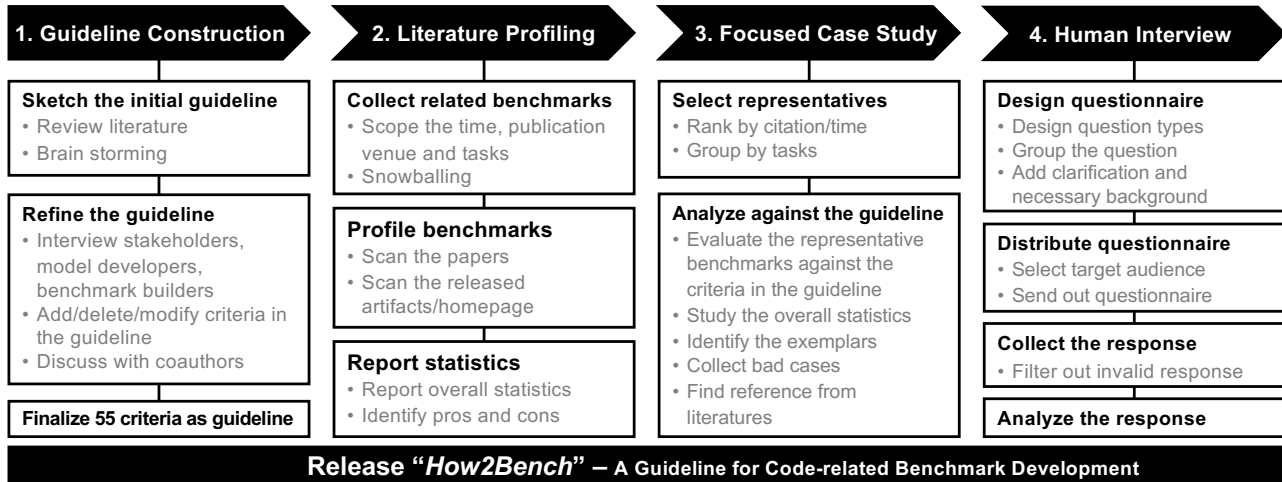 1. Guideline Construction
Sketch the initial guideline
• Review literature
• Brain storming
Refine the guideline
• Interview stakeholders,
model developers,
benchmark builders
• Add/delete/modify criteria in
the guideline
• Discuss with coauthors
Finalize 55 criteria as guideline
2. Literature Profiling
Collect related benchmarks
• Scope the time, publication
venue and tasks
• Snowballing
Profile benchmarks
• Scan the papers
• Scan the released
artifacts/homepage
Report statistics
• Report overall statistics
• Identify pros and cons
3. Focused Case Study
Select representatives
• Rank by citation/time
• Group by tasks
Analyze against the guideline
• Evaluate the representative
benchmarks against the
criteria in the guideline
• Study the overall statistics
• Identify the exemplars
• Collect bad cases
• Find reference from
literatures
4. Human Interview
Design questionnaire
• Design question types
• Group the question
• Add clarification and
necessary background
Distribute questionnaire
• Select target audience
• Send out questionnaire
Collect the response
• Filter out invalid response
Analyze the response
Release “How2Bench” – A Guideline for Code-related Benchmark Development